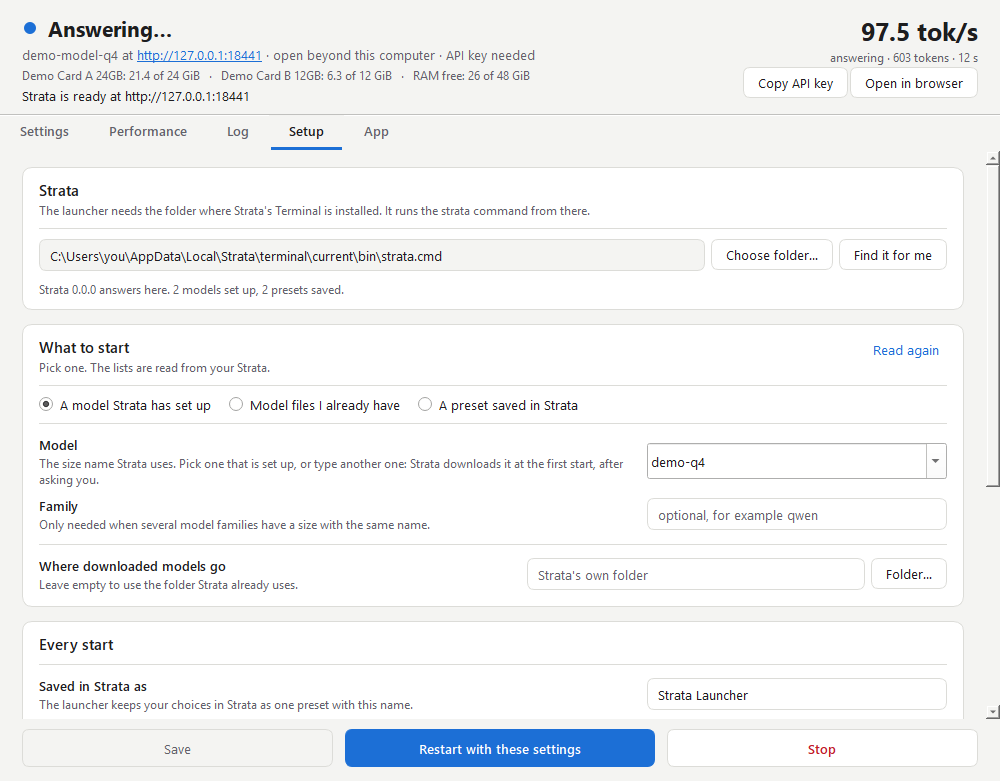 Answering...
97.5 tok/s
demo-model-q4 at http://127.0.0.1:18441 · open beyond this computer · API key needed
answering · 603 tokens · 12 s
Demo Card A 24GB: 21.4 of 24 GiB · Demo Card B 12GB: 6.3 of 12 GiB · RAM free: 26 of 48 GiB
Strata is ready at http://127.0.0.1:18441
Copy API key
Open in browser
Settings
Performance
Log
Setup
App
Strata
The launcher needs the folder where Strata's Terminal is installed. It runs the strata command from there.
C:\Users\you\AppData\Local\Strata\terminal\current\bin\strata.cmd
Choose folder...
Find it for me
Strata 0.0.0 answers here. 2 models set up, 2 presets saved.
What to start
Read again
Pick one. The lists are read from your Strata.
A model Strata has set up
Model files I already have
A preset saved in Strata
Model
The size name Strata uses. Pick one that is set up, or type another one: Strata downloads it at the first start, after
asking you.
demo-q4
Family
Only needed when several model families have a size with the same name.
optional, for example qwen
Where downloaded models go
Leave empty to use the folder Strata already uses.
Strata's own folder
Folder...
Every start
Saved in Strata as
The launcher keeps your choices in Strata as one preset with this name.
Strata Launcher
Save
Restart with these settings
Stop